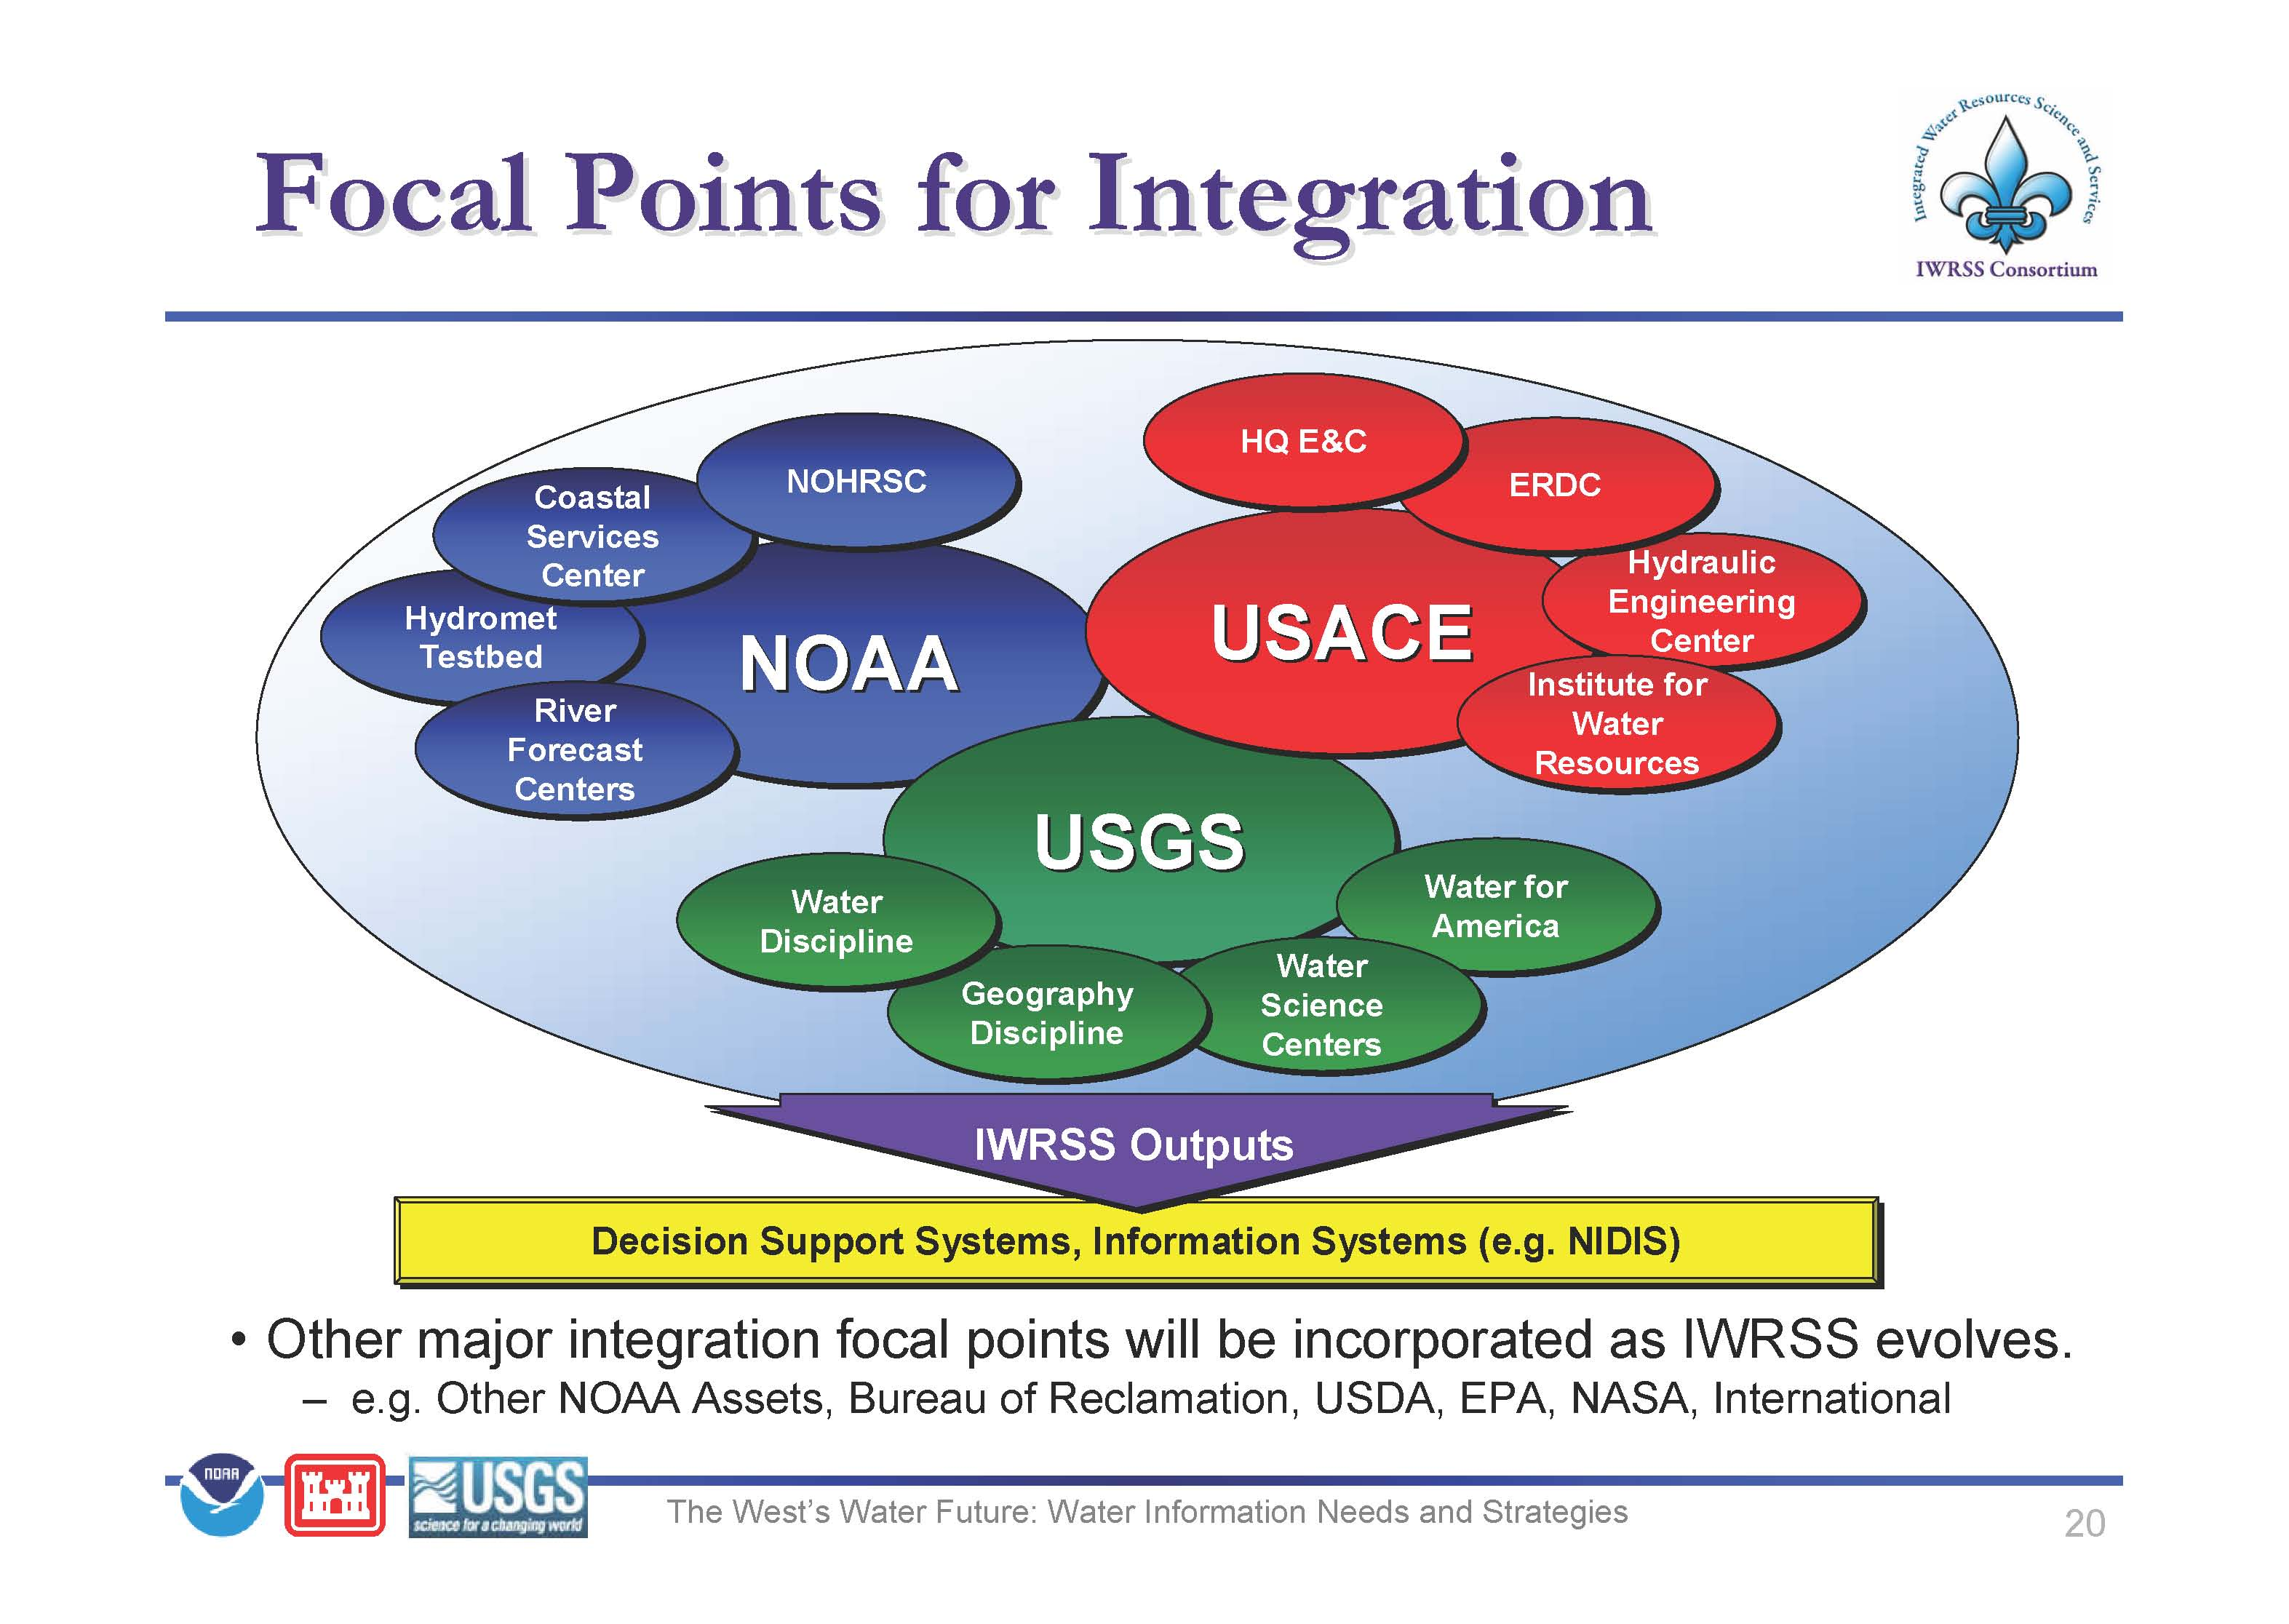 Focal Points for Integration
Integrated Water Resources Science and Services
IWRSS Consortium
HQ E&C
NOHRSC
ERDC
Coastal
Services
Center
Hydraulic
Engineering
Center
Hydromet
Testbed
NOAA
USACE
Institute for
Water
Resources
River
Forecast
Centers
USGS
Water
Discipline
Water for
America
Geography
Discipline
Water
Science
Centers
IWRSS Outputs
Decision Support Systems, Information Systems (e.g. NIDIS)
• Other major integration focal points will be incorporated as IWRSS evolves.
– e.g. Other NOAA Assets, Bureau of Reclamation, USDA, EPA, NASA, International
NOAA
USGS
science for a changing world
The West’s Water Future: Water Information Needs and Strategies
20